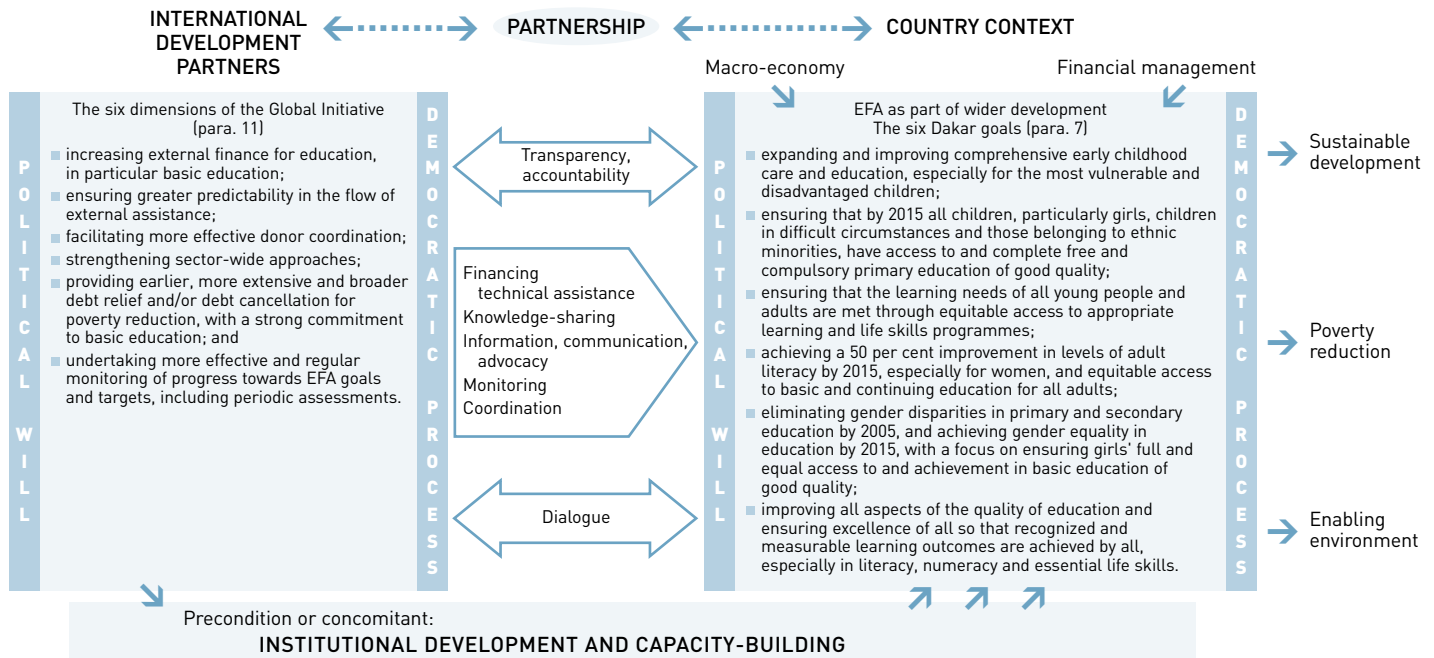 INTERNATIONAL
DEVELOPMENT
PARTNERS
PARTNERSHIP
COUNTRY CONTEXT
Macro-economy
Financial management
POLITICAL WILL
The six dimensions of the Global Initiative
(para. 11)
increasing external finance for education,
in particular basic education;
ensuring greater predictability in the flow of
external assistance;
facilitating more effective donor coordination;
strengthening sector-wide approaches;
providing earlier, more extensive and broader
debt relief and/or debt cancellation for
poverty reduction, with a strong commitment
to basic education; and
undertaking more effective and regular
monitoring of progress towards EFA goals
and targets, including periodic assessments.
DEMOCRATIC PROCESS
Transparency,
accountability
Financing
technical assistance
Knowledge-sharing
Information, communication,
advocacy
Monitoring
Coordination
Dialogue
POLITICAL WILL
EFA as part of wider development
The six Dakar goals (para. 7)
expanding and improving comprehensive early childhood
care and education, especially for the most vulnerable and
disadvantaged children;
ensuring that by 2015 all children, particularly girls, children
in difficult circumstances and those belonging to ethnic
minorities, have access to and complete free and
compulsory primary education of good quality;
ensuring that the learning needs of all young people and
adults are met through equitable access to appropriate
learning and life skills programmes;
achieving a 50 per cent improvement in levels of adult
literacy by 2015, especially for women, and equitable access
to basic and continuing education for all adults;
eliminating gender disparities in primary and secondary
education by 2005, and achieving gender equality in
education by 2015, with a focus on ensuring girls' full and
equal access to and achievement in basic education of
good quality;
improving all aspects of the quality of education and
ensuring excellence of all so that recognized and
measurable learning outcomes are achieved by all,
especially in literacy, numeracy and essential life skills.
DEMOCRATIC PROCESS
Sustainable
development
Poverty
reduction
Enabling
environment
Precondition or concomitant:
INSTITUTIONAL DEVELOPMENT AND CAPACITY-BUILDING